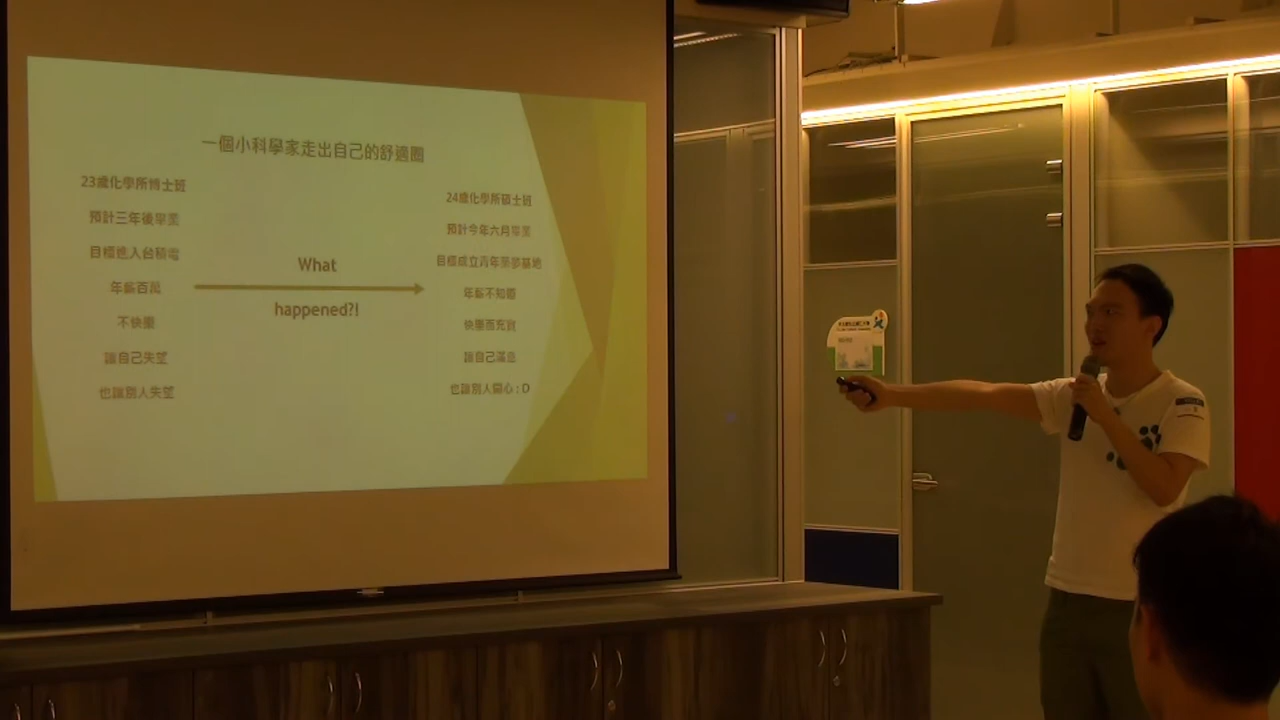 一個小科學家走出自己的舒適圈
23歲化學所博士班
預計三年後畢業
目標進入台積電
年薪百萬
不快樂
讓自己失望
也讓別人失望
What
happened?!
24歲化學所碩士班
預計今年六月畢業
目標成立青年築夢基地
年薪不知道
快樂而充實
讓自己滿意
也讓別人開心：D